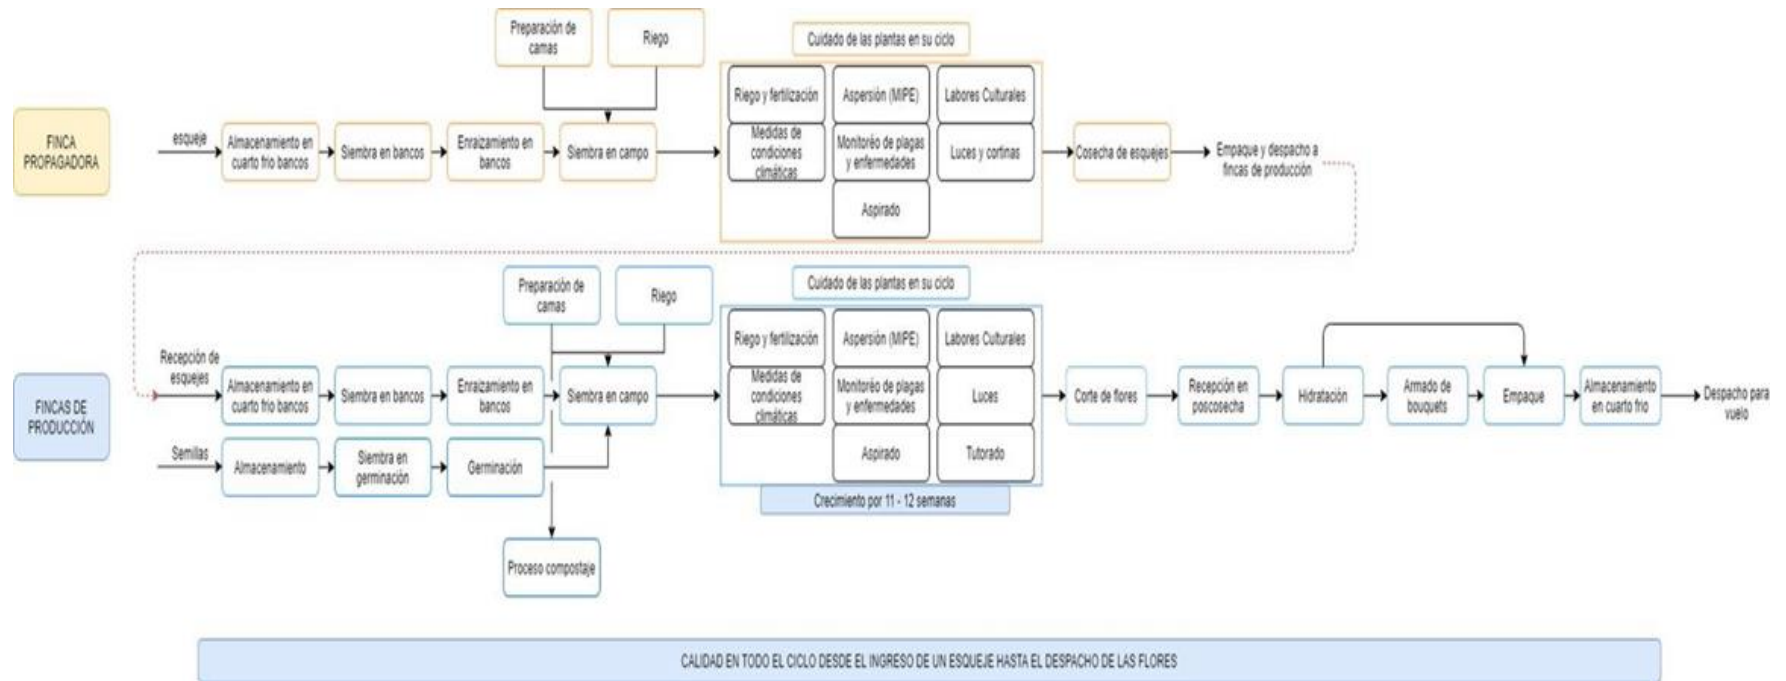 Preparación de
camas
Riego
Cuidado de las plantas en su ciclo
FINCA
PROPAGADORA
esqueje
Almacenamiento en
cuarto frio bancos
Siembra en bancos
Enraizamiento en
bancos
Siembra en campo
Riego y fertilización
Aspersión (MIPE)
Labores Culturales
Medidas de
condiciones
climáticas
Monitoréo de plagas
y enfermedades
Luces y cortinas
Aspirado
Cosecha de esquejes
Empaque y despacho a
fincas de producción
Preparación de
camas
Riego
Cuidado de las plantas en su ciclo
FINCAS DE
PRODUCCIÓN
Recepción de
esquejes
Almacenamiento en
cuarto frio bancos
Siembra en bancos
Enraizamiento en
bancos
Siembra en campo
Riego y fertilización
Aspersión (MIPE)
Labores Culturales
Medidas de
condiciones
climáticas
Monitoréo de plagas
y enfermedades
Luces
Aspirado
Tutorado
Crecimiento por 11 - 12 semanas
Corte de flores
Recepción en
poscosecha
Hidratación
Armado de
bouquets
Empaque
Almacenamiento
en cuarto frio
Despacho para
vuelo
Semillas
Almacenamiento
Siembra en
germinación
Germinación
Proceso compostaje
CALIDAD EN TODO EL CICLO DESDE EL INGRESO DE UN ESQUEJE HASTA EL DESPACHO DE LAS FLORES